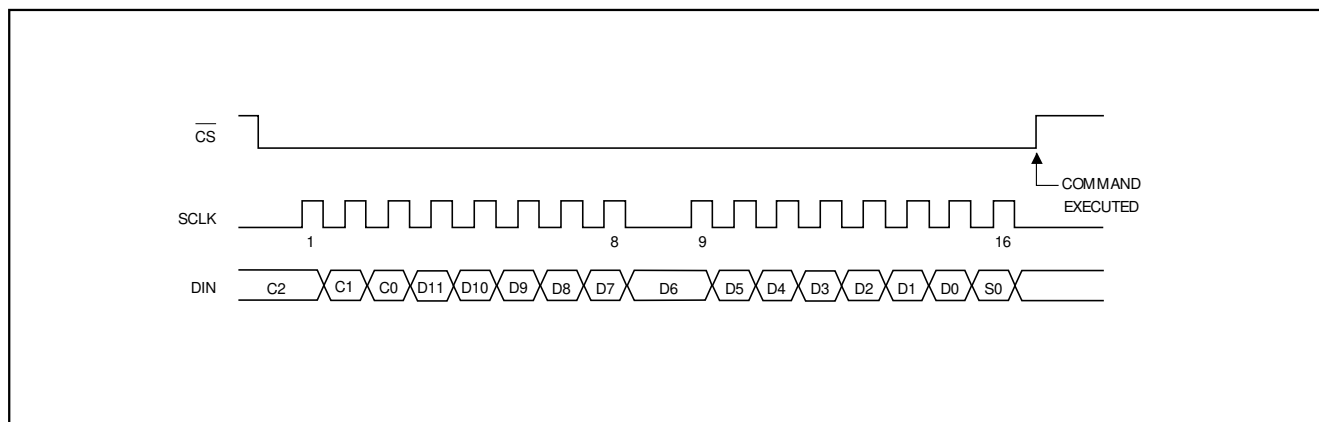 CS
COMMAND
EXECUTED
SCLK
1 8 9 16
DIN C2 C1 C0 D11 D10 D9 D8 D7 D6 D5 D4 D3 D2 D1 D0 S0